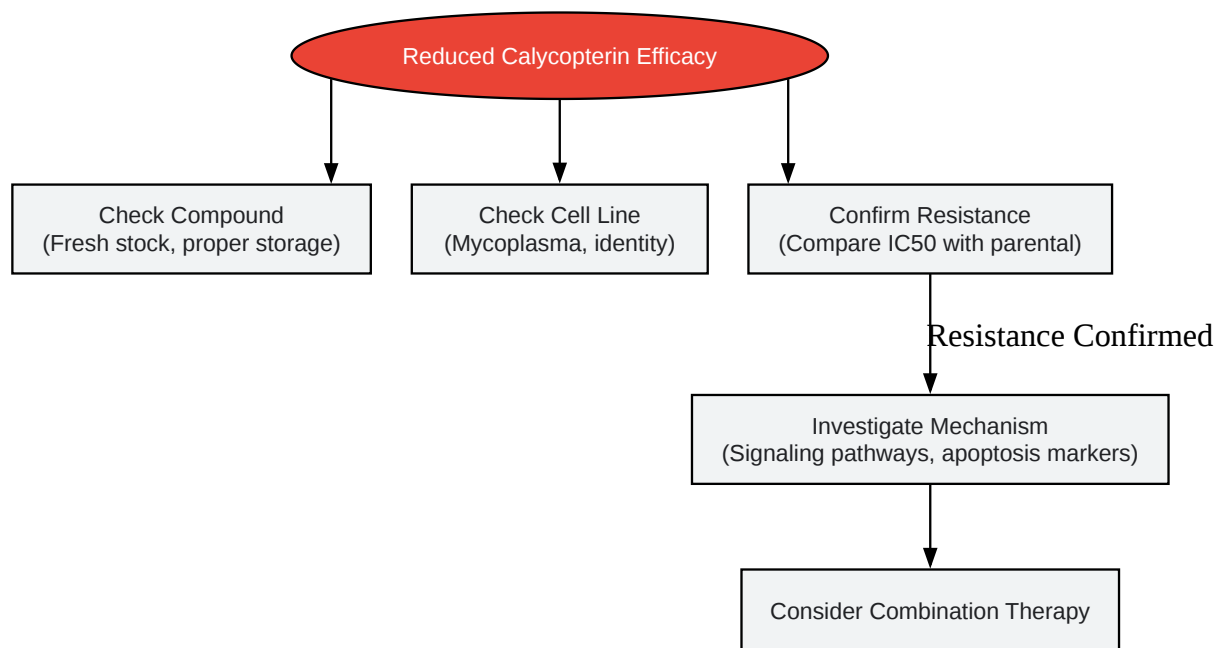 Reduced Calycopterin Efficacy
Check Compound
(Fresh stock, proper storage)
Check Cell Line
(Mycoplasma, identity)
Confirm Resistance
(Compare IC50 with parental)
Resistance Confirmed
Investigate Mechanism
(Signaling pathways, apoptosis markers)
Consider Combination Therapy